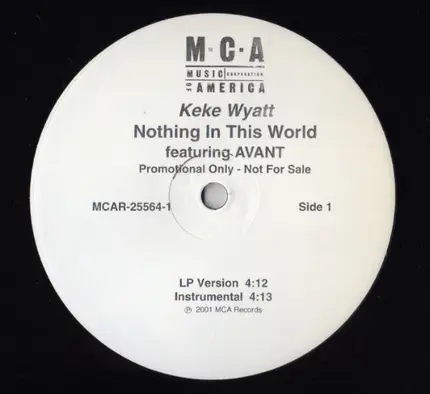 M·C·A
MUSIC CORPORATION
OF AMERICA
Keke Wyatt
Nothing In This World
featuring AVANT
Promotional Only - Not For Sale
MCAR-25564-1 Side 1
LP Version 4:12
Instrumental 4:13
℗ 2001 MCA Records